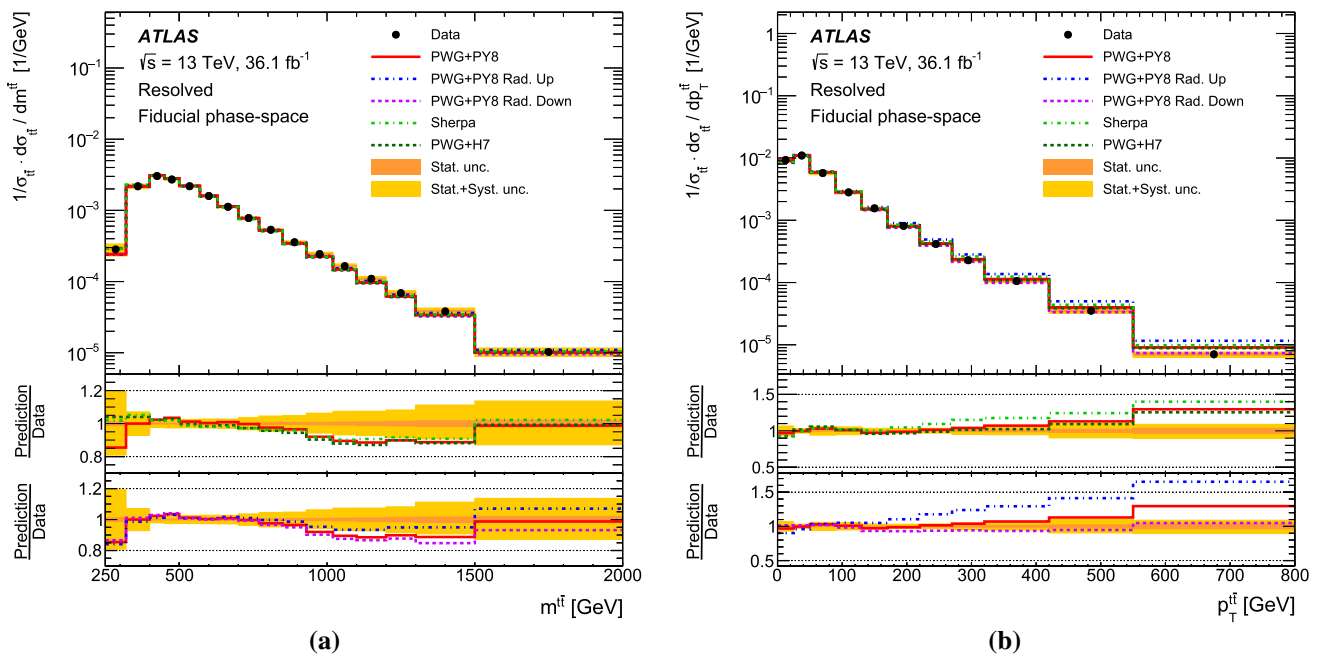 1/σ_tt̄ · dσ_tt̄ / dm^tt̄ [1/GeV]
10⁻¹
10⁻²
10⁻³
10⁻⁴
10⁻⁵
ATLAS
√s = 13 TeV, 36.1 fb⁻¹
Resolved
Fiducial phase-space
Data
PWG+PY8
PWG+PY8 Rad. Up
PWG+PY8 Rad. Down
Sherpa
PWG+H7
Stat. unc.
Stat.+Syst. unc.
Prediction
Data
1.2
1
0.8
Prediction
Data
1.2
1
0.8
250 500 1000 1500 2000
m^tt̄ [GeV]
(a)
1/σ_tt̄ · dσ_tt̄ / dp_T^tt̄ [1/GeV]
1
10⁻¹
10⁻²
10⁻³
10⁻⁴
10⁻⁵
ATLAS
√s = 13 TeV, 36.1 fb⁻¹
Resolved
Fiducial phase-space
Data
PWG+PY8
PWG+PY8 Rad. Up
PWG+PY8 Rad. Down
Sherpa
PWG+H7
Stat. unc.
Stat.+Syst. unc.
Prediction
Data
1.5
1
0.5
Prediction
Data
1.5
1
0.5
0 100 200 300 400 500 600 700 800
p_T^tt̄ [GeV]
(b)